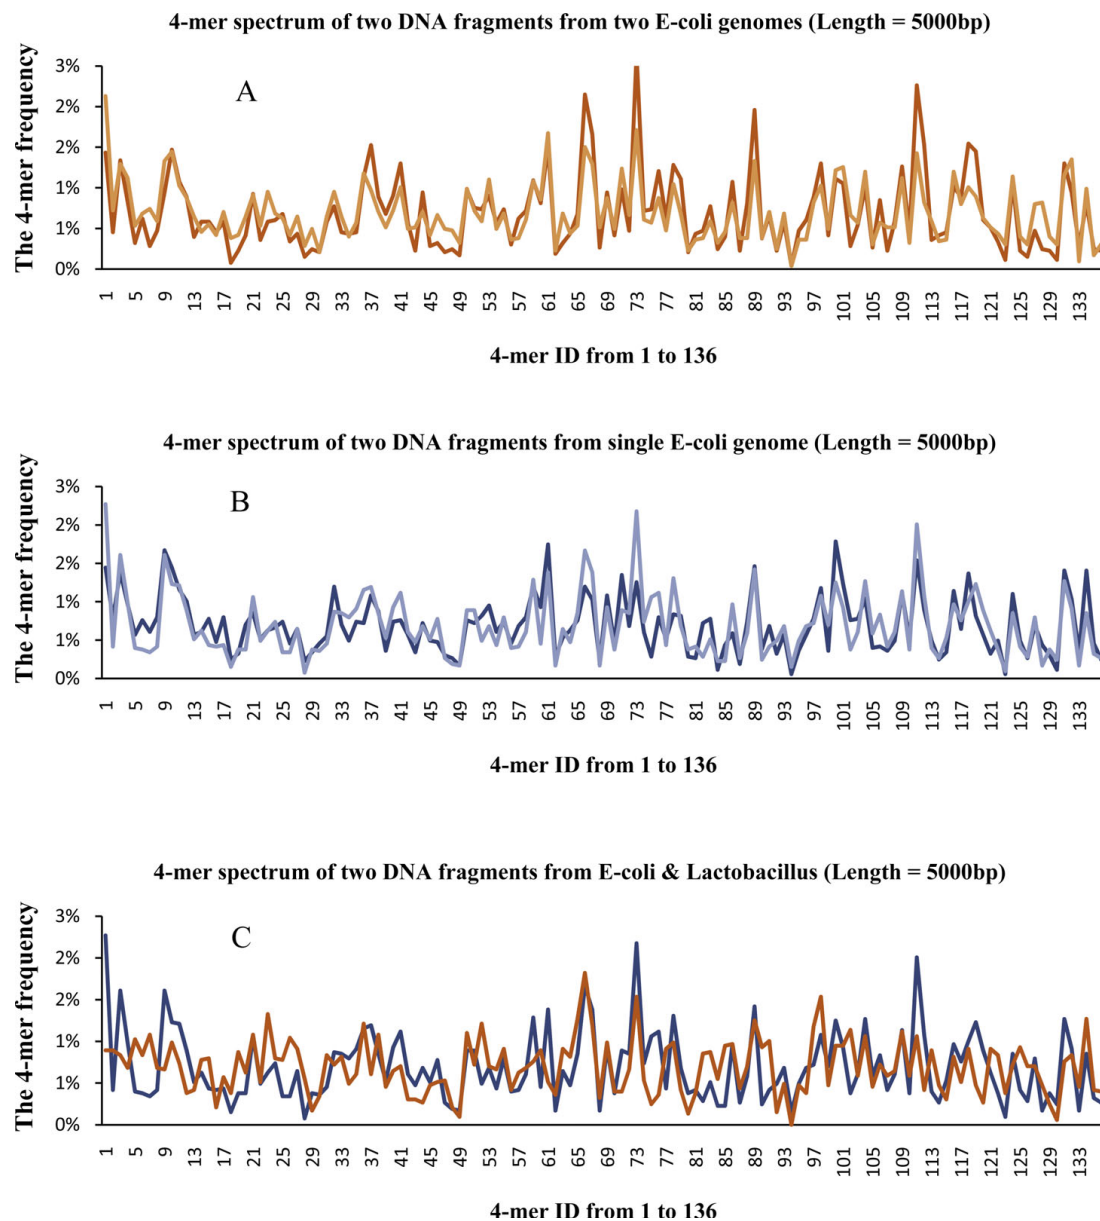 4-mer spectrum of two DNA fragments from two E-coli genomes (Length = 5000bp)
The 4-mer frequency
A
3%
2%
2%
1%
1%
0%
1 5 9 13 17 21 25 29 33 37 41 45 49 53 57 61 65 69 73 77 81 85 89 93 97 101 105 109 113 117 121 125 129 133
4-mer ID from 1 to 136
4-mer spectrum of two DNA fragments from single E-coli genome (Length = 5000bp)
The 4-mer frequency
B
3%
2%
2%
1%
1%
0%
1 5 9 13 17 21 25 29 33 37 41 45 49 53 57 61 65 69 73 77 81 85 89 93 97 101 105 109 113 117 121 125 129 133
4-mer ID from 1 to 136
4-mer spectrum of two DNA fragments from E-coli & Lactobacillus (Length = 5000bp)
The 4-mer frequency
C
3%
2%
2%
1%
1%
0%
1 5 9 13 17 21 25 29 33 37 41 45 49 53 57 61 65 69 73 77 81 85 89 93 97 101 105 109 113 117 121 125 129 133
4-mer ID from 1 to 136